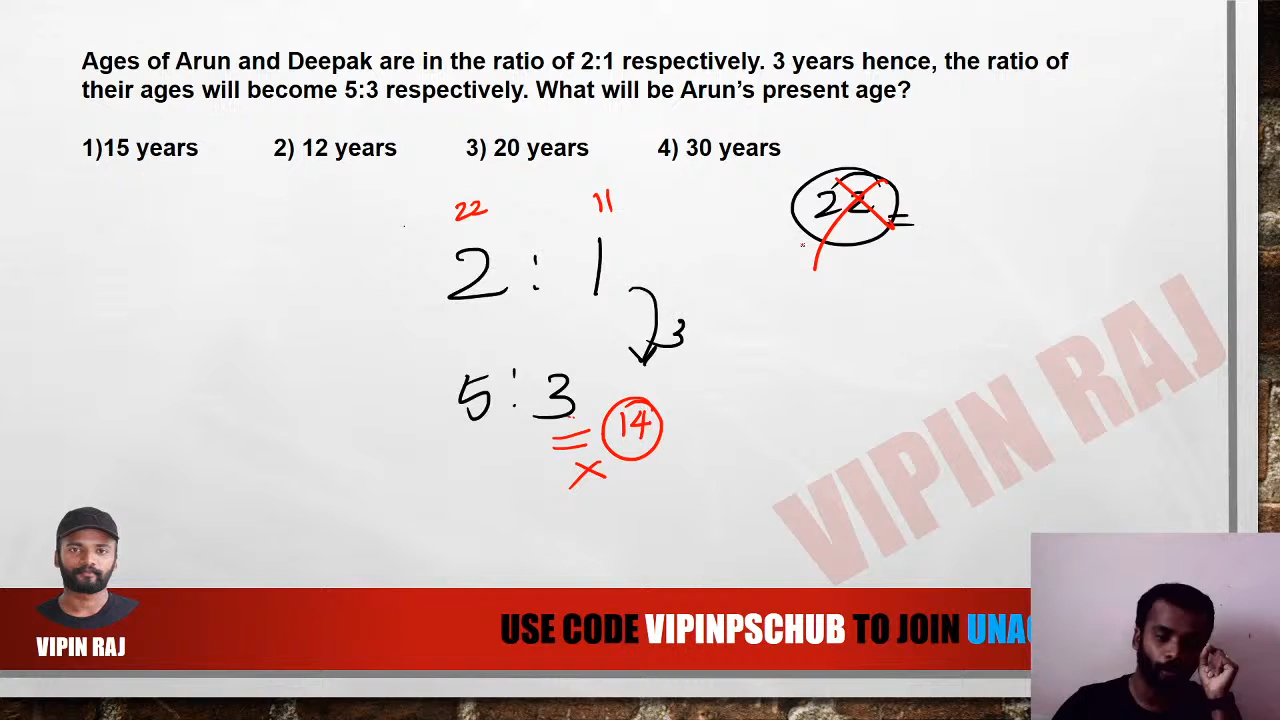 Ages of Arun and Deepak are in the ratio of 2:1 respectively. 3 years hence, the ratio of
their ages will become 5:3 respectively. What will be Arun’s present age?
1)15 years 2) 12 years 3) 20 years 4) 30 years
22
22 11
2 : 1
3
5 : 3
14
VIPIN RAJ
VIPIN RAJ
USE CODE VIPINPSCHUB TO JOIN UNAC